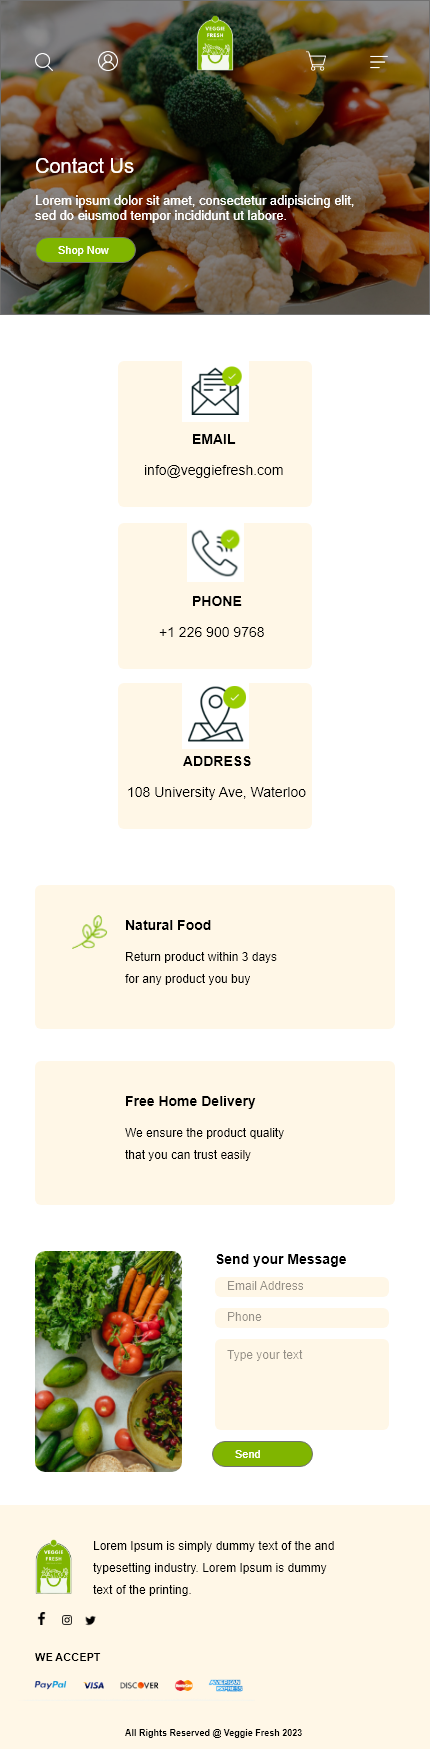 VEGGIE
FRESH
Contact Us
Lorem ipsum dolor sit amet, consectetur adipisicing elit,
sed do eiusmod tempor incididunt ut labore.
Shop Now
EMAIL
info@veggiefresh.com
PHONE
+1 226 900 9768
ADDRESS
108 University Ave, Waterloo
Natural Food
Return product within 3 days
for any product you buy
Free Home Delivery
We ensure the product quality
that you can trust easily
Send your Message
Email Address
Phone
Type your text
Send
VEGGIE
FRESH
Lorem Ipsum is simply dummy text of the and
typesetting industry. Lorem Ipsum is dummy
text of the printing.
WE ACCEPT
PayPal VISA DISCOVER MasterCard AMERICAN EXPRESS
All Rights Reserved @ Veggie Fresh 2023